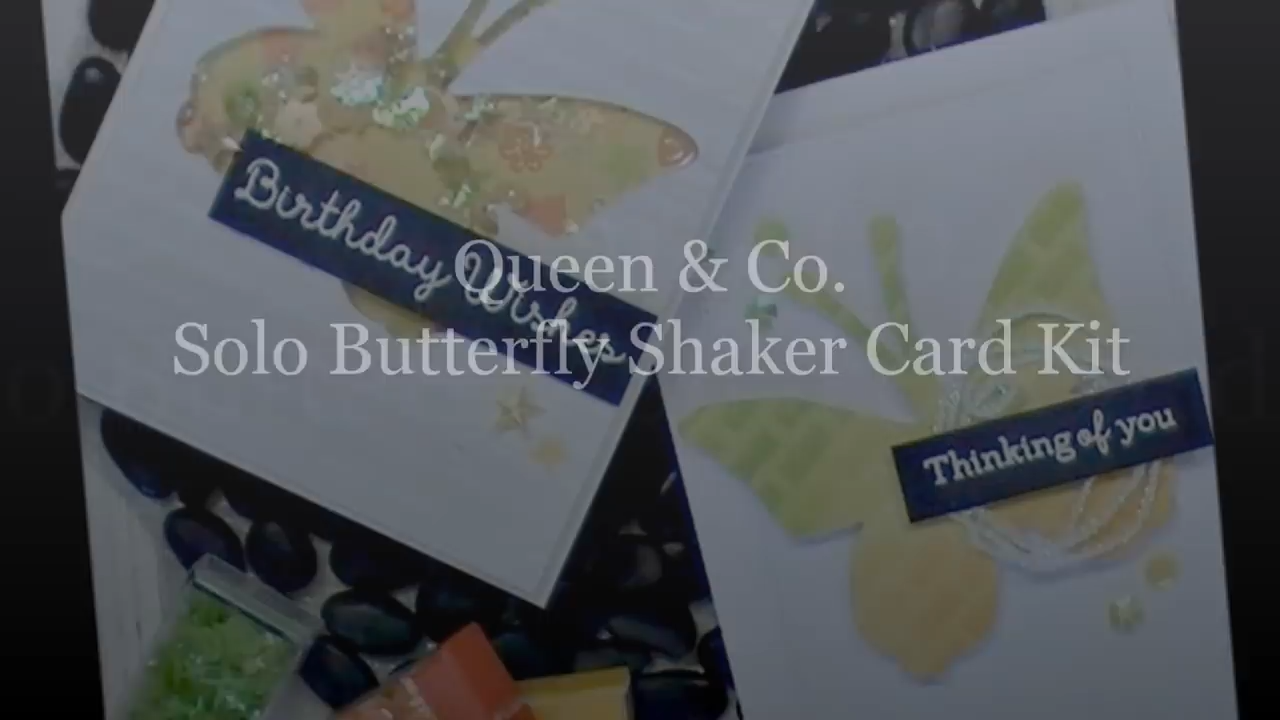 Birthday Wishes
Queen & Co.
Solo Butterfly Shaker Card Kit
Thinking of you